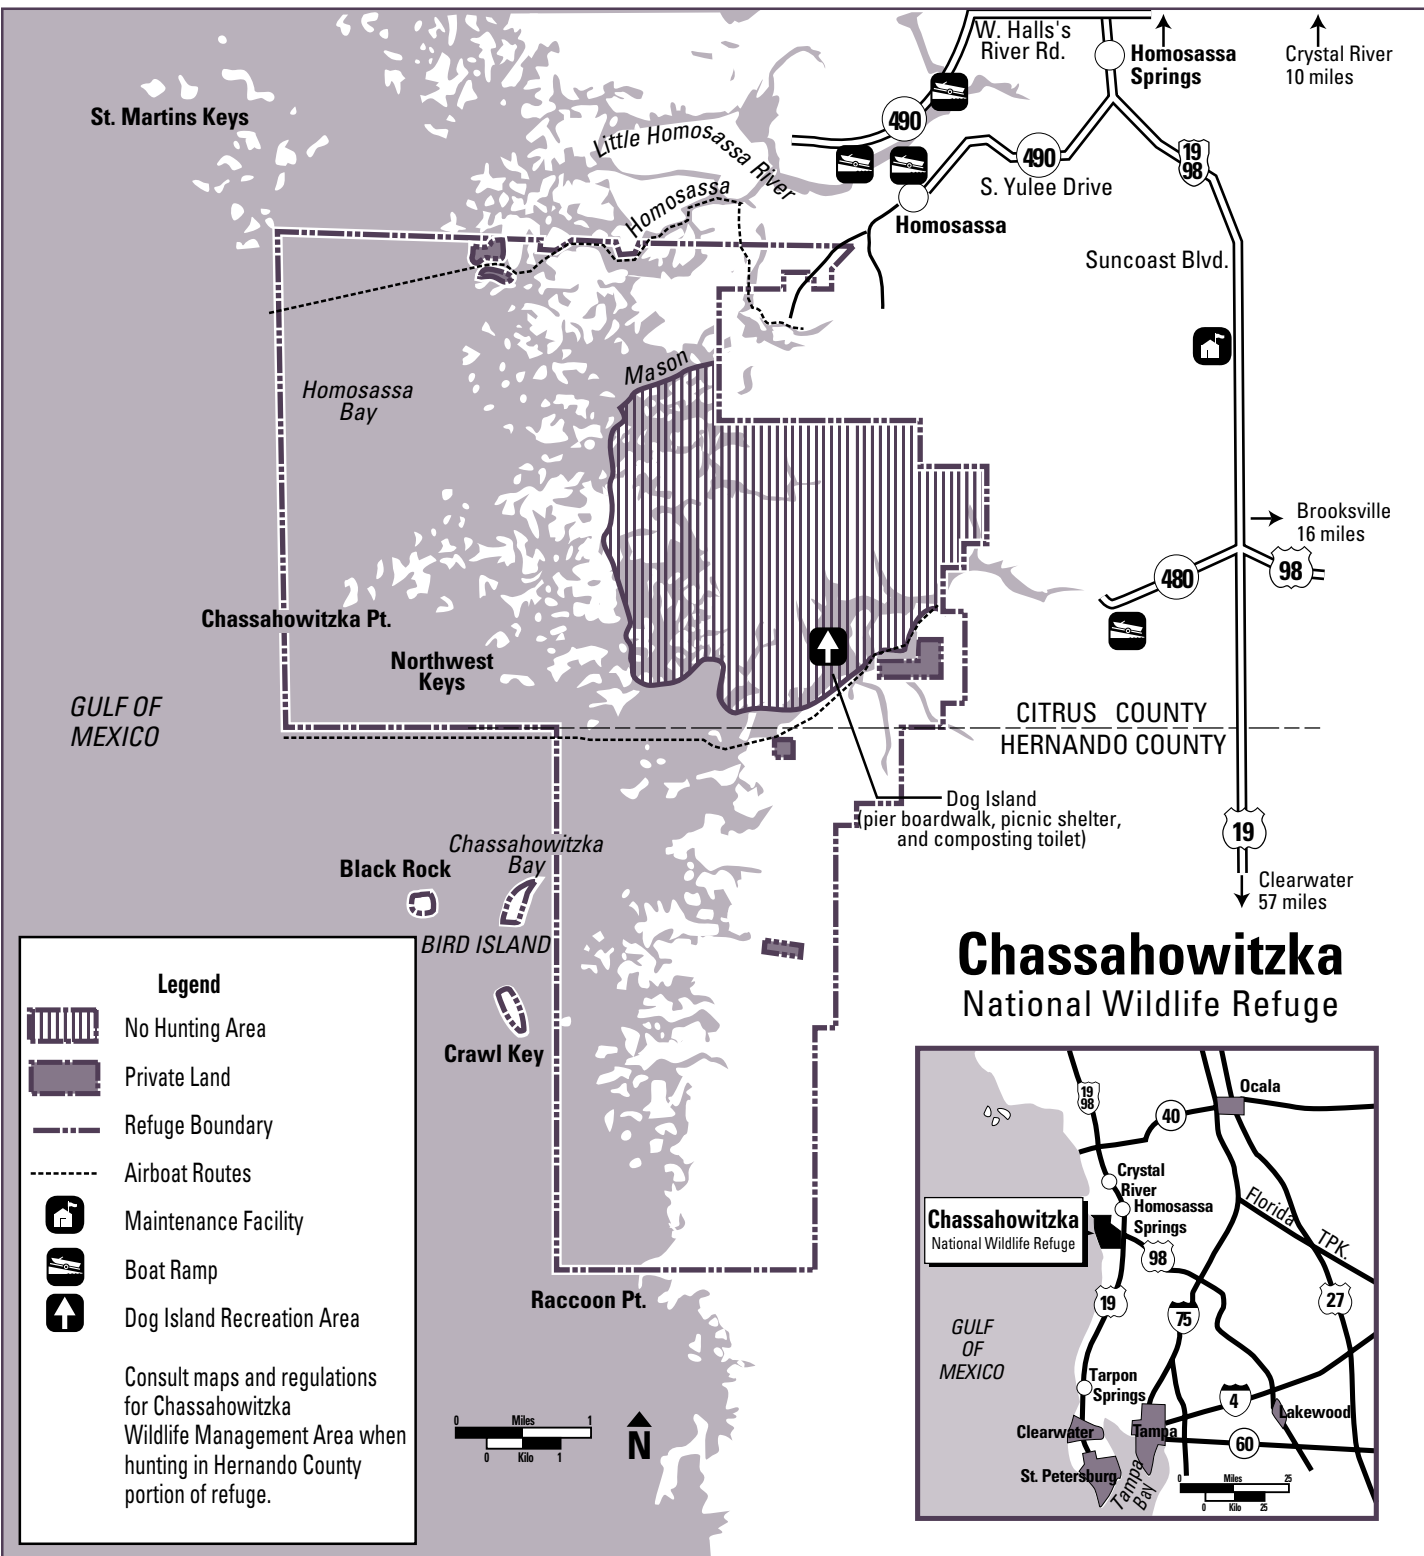 W. Halls's
River Rd.
Homosassa
Springs
Crystal River
10 miles
St. Martins Keys
490
Little Homosassa River
490
19
98
S. Yulee Drive
Homosassa
Homosassa
Suncoast Blvd.
Mason
Homosassa
Bay
Brooksville
16 miles
480
98
Chassahowitzka Pt.
Northwest
Keys
GULF OF
MEXICO
CITRUS COUNTY
HERNANDO COUNTY
Dog Island
(pier boardwalk, picnic shelter,
and composting toilet)
19
Chassahowitzka
Bay
Black Rock
Clearwater
57 miles
BIRD ISLAND
Crawl Key
Raccoon Pt.
Chassahowitzka
National Wildlife Refuge
Legend
No Hunting Area
Private Land
Refuge Boundary
Airboat Routes
Maintenance Facility
Boat Ramp
Dog Island Recreation Area
Consult maps and regulations
for Chassahowitzka
Wildlife Management Area when
hunting in Hernando County
portion of refuge.
0 Miles 1
0 Kilo 1
N
19
98
Ocala
40
Crystal
River
Homosassa
Springs
Florida TPK.
Chassahowitzka
National Wildlife Refuge
98
19
75
27
GULF
OF
MEXICO
Tarpon
Springs
4
Lakewood
Clearwater
Tampa
60
St. Petersburg
Tampa
Bay
0 Miles 25
0 Kilo 25